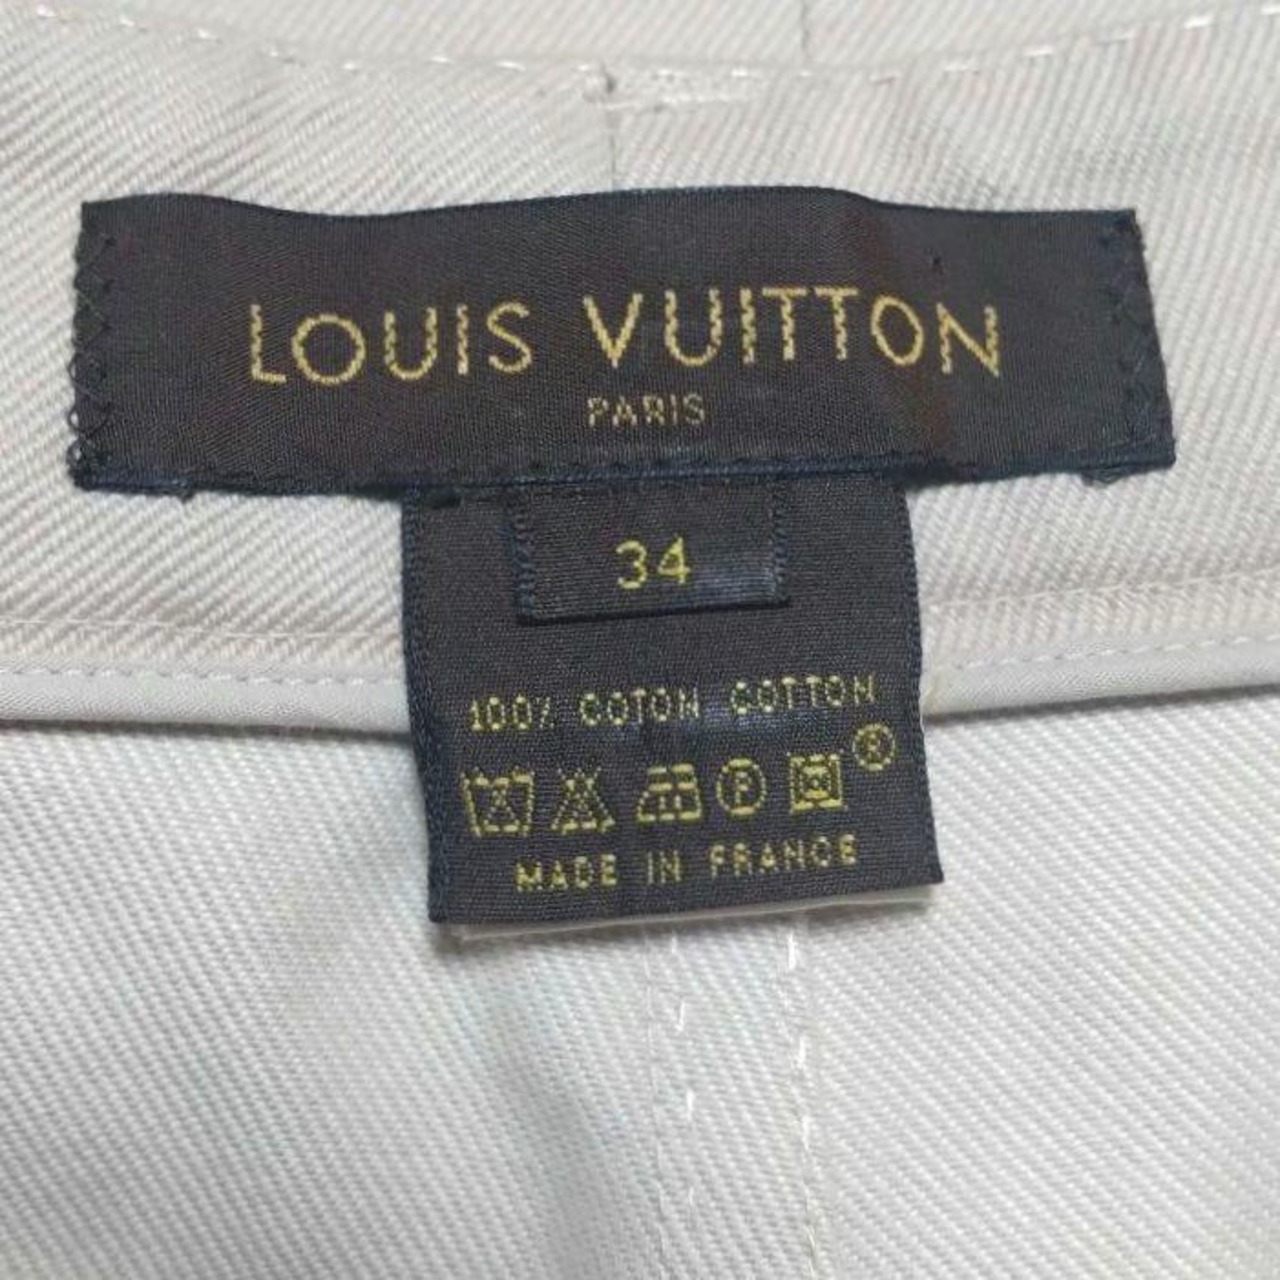 LOUIS VUITTON
PARIS
34
100% COTON COTTON
P ®
MADE IN FRANCE